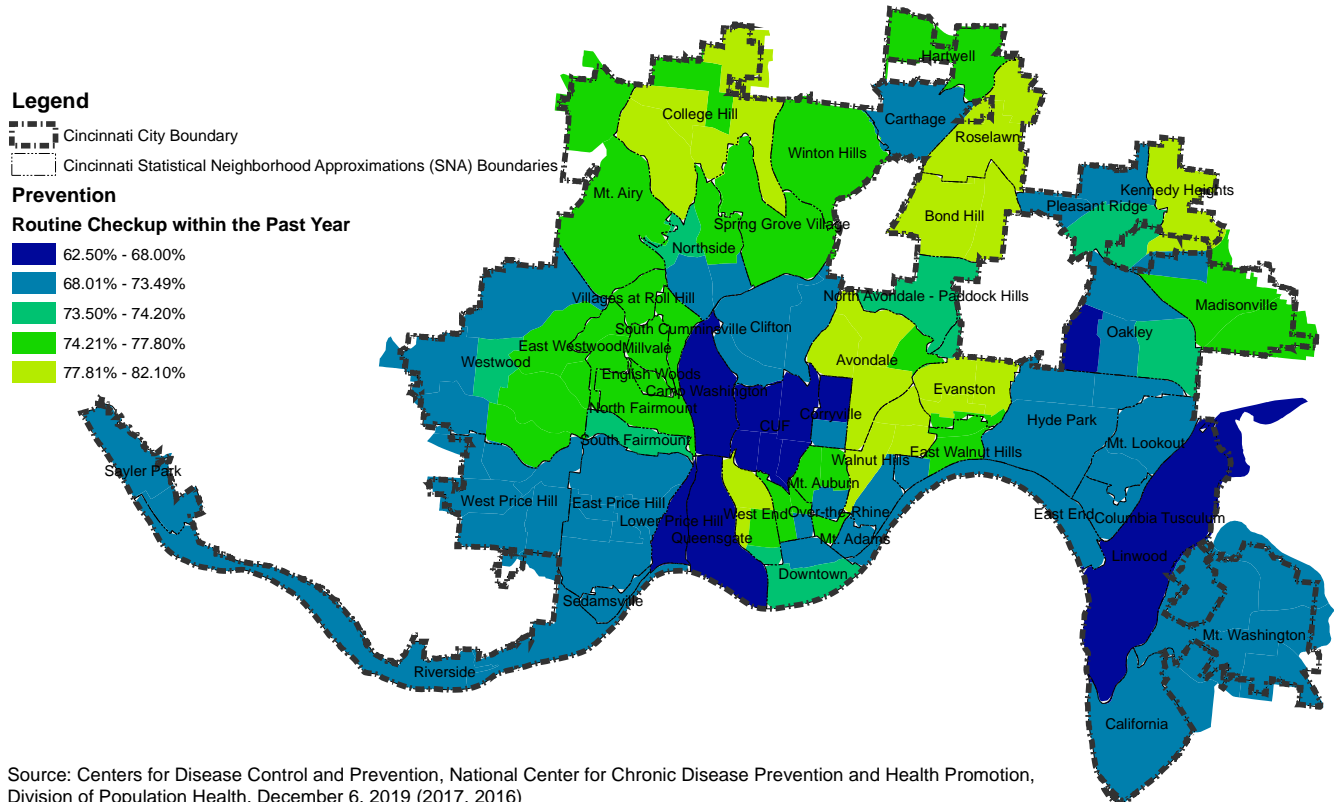 Legend
Cincinnati City Boundary
Cincinnati Statistical Neighborhood Approximations (SNA) Boundaries
Prevention
Routine Checkup within the Past Year
62.50% - 68.00%
68.01% - 73.49%
73.50% - 74.20%
74.21% - 77.80%
77.81% - 82.10%
Hartwell
College Hill
Carthage
Roselawn
Winton Hills
Mt. Airy
Kennedy Heights
Pleasant Ridge
Bond Hill
Spring Grove Village
Northside
Villages at Roll Hill
North Avondale - Paddock Hills
Madisonville
South Cumminsville
Clifton
Oakley
East Westwood
Millvale
Westwood
Avondale
English Woods
Camp Washington
Evanston
North Fairmount
Corryville
CUF
Hyde Park
South Fairmount
Mt. Lookout
East Walnut Hills
Walnut Hills
Sayler Park
Mt. Auburn
West Price Hill
East Price Hill
West End
Over-the-Rhine
East End
Columbia Tusculum
Lower Price Hill
Queensgate
Mt. Adams
Linwood
Downtown
Sedamsville
Mt. Washington
Riverside
California
Source: Centers for Disease Control and Prevention, National Center for Chronic Disease Prevention and Health Promotion,
Division of Population Health, December 6, 2019 (2017, 2016)